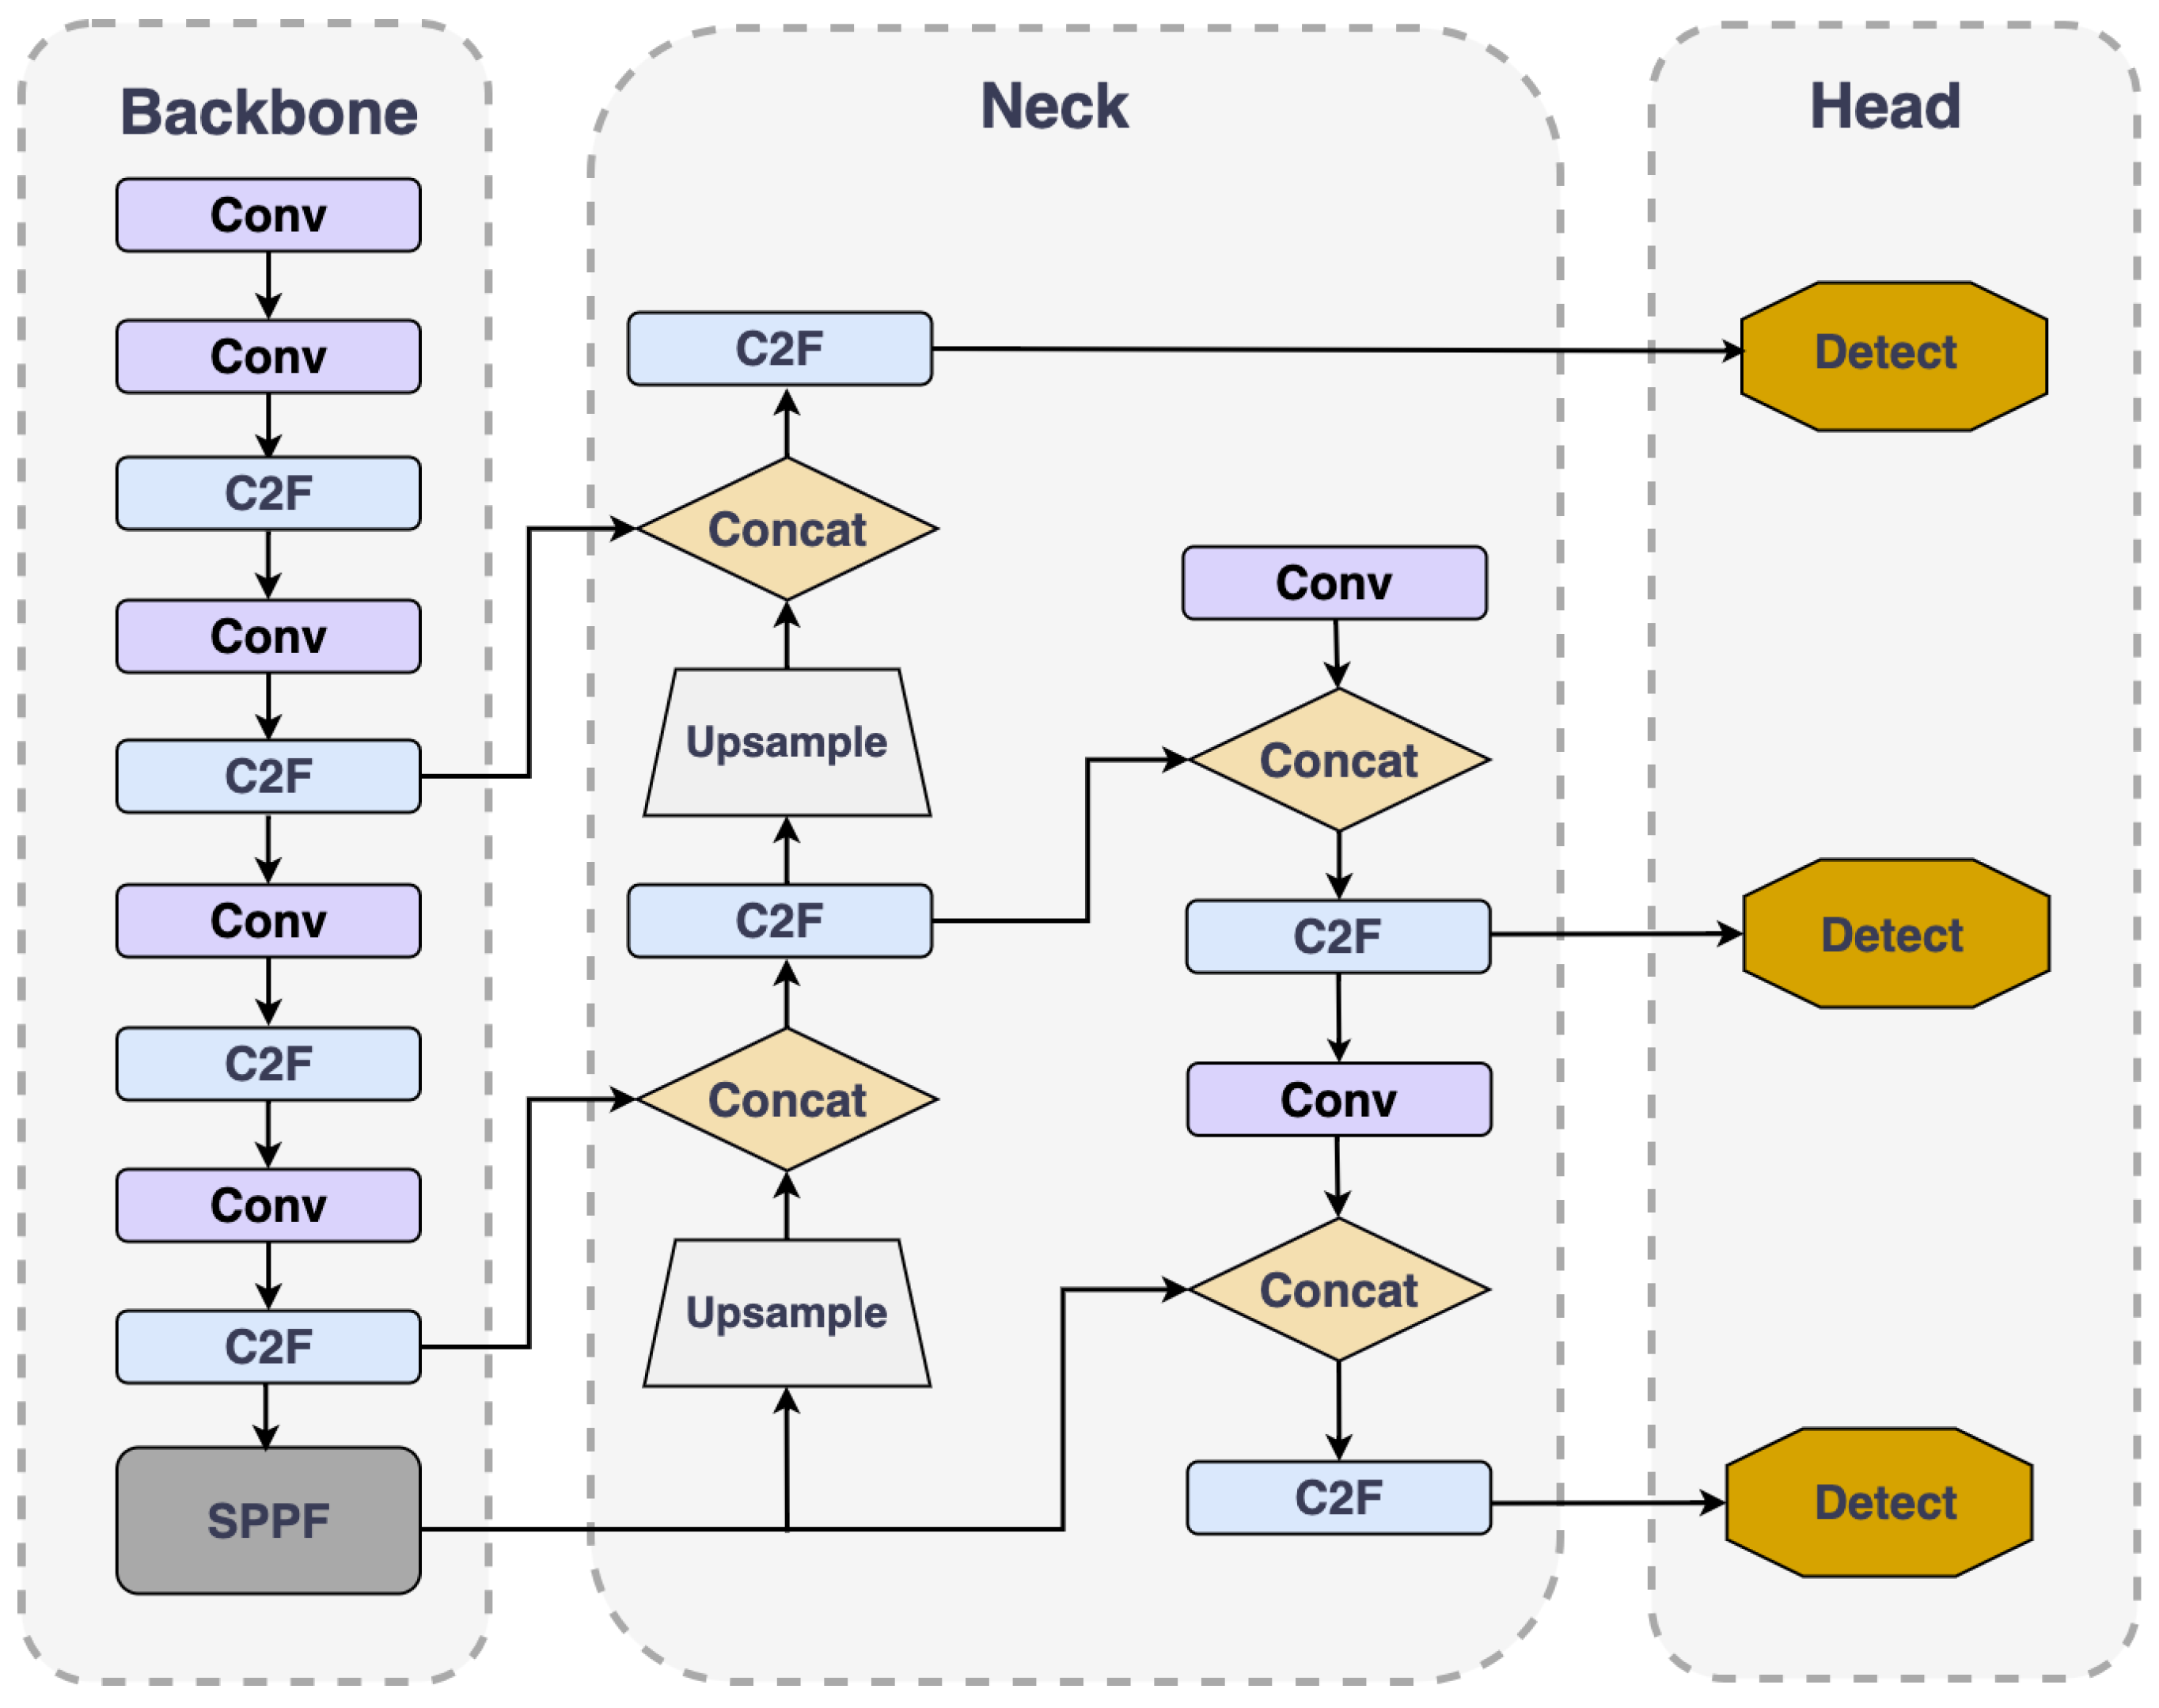 Backbone
Conv
Conv
C2F
Conv
C2F
Conv
C2F
Conv
C2F
SPPF
Neck
C2F
Concat
Upsample
C2F
Concat
Upsample
Conv
Concat
C2F
Conv
Concat
C2F
Head
Detect
Detect
Detect